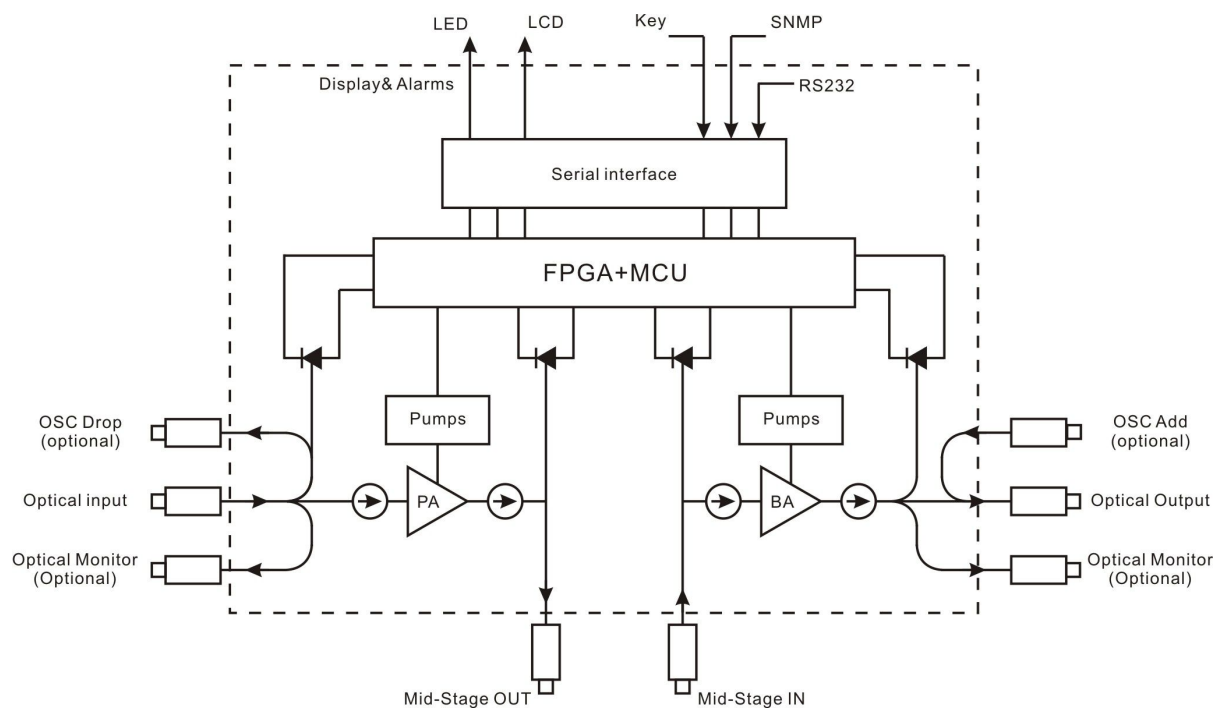 LED
LCD
Key
SNMP
Display& Alarms
RS232
Serial interface
FPGA+MCU
OSC Drop
(optional)
Pumps
Pumps
OSC Add
(optional)
Optical input
PA
BA
Optical Output
Optical Monitor
(Optional)
Optical Monitor
(Optional)
Mid-Stage OUT
Mid-Stage IN